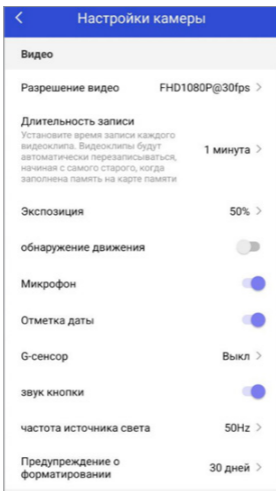 Настройки камеры
Видео
Разрешение видео FHD1080P@30fps >
Длительность записи
Установите время записи каждого
видеоклипа. Видеоклипы будут
автоматически перезаписываться,
начиная с самого старого, когда
заполнена память на карте памяти
1 минута >
Экспозиция 50% >
обнаружение движения
Микрофон
Отметка даты
G-сенсор Выкл >
звук кнопки
частота источника света 50Hz >
Предупреждение о
форматировании
30 дней >